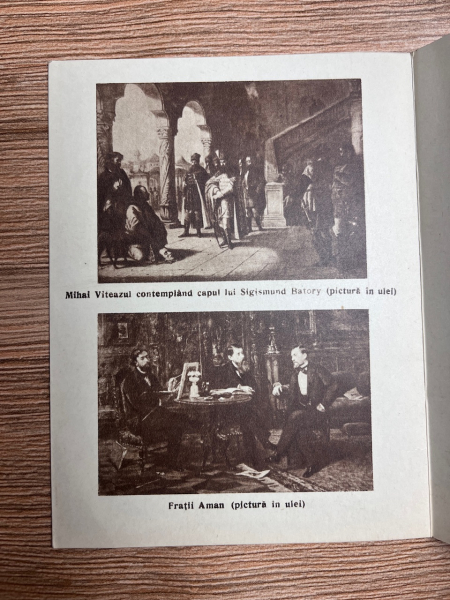 Mihai Viteazul contemplând capul lui Sigismund Batory (pictură în ulei)
Frații Aman (pictură în ulei)